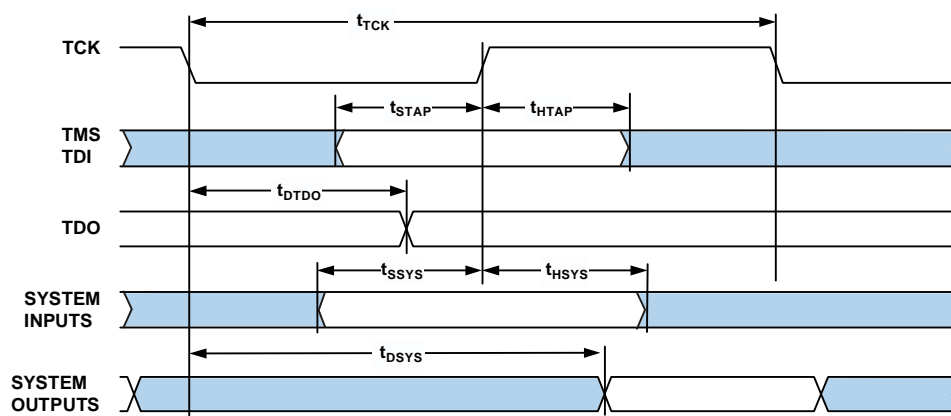 tTCK
TCK
tSTAP
tHTAP
TMS
TDI
tDTDO
TDO
tSSYS
tHSYS
SYSTEM
INPUTS
tDSYS
SYSTEM
OUTPUTS